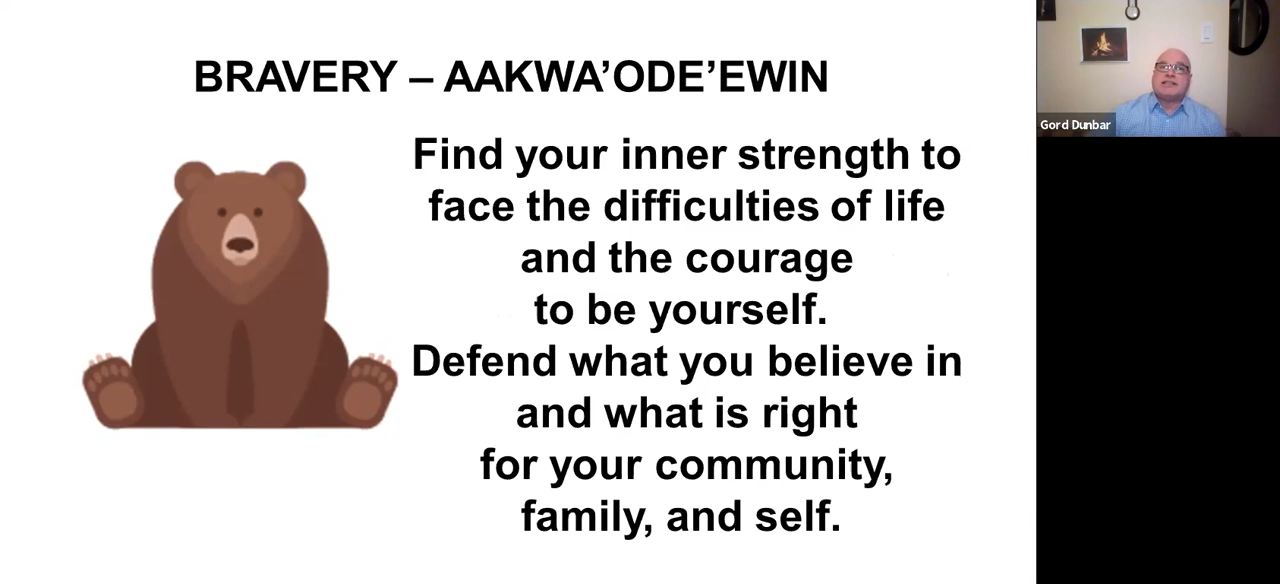 BRAVERY – AAKWA’ODE’EWIN
Find your inner strength to
face the difficulties of life
and the courage
to be yourself.
Defend what you believe in
and what is right
for your community,
family, and self.
Gord Dunbar